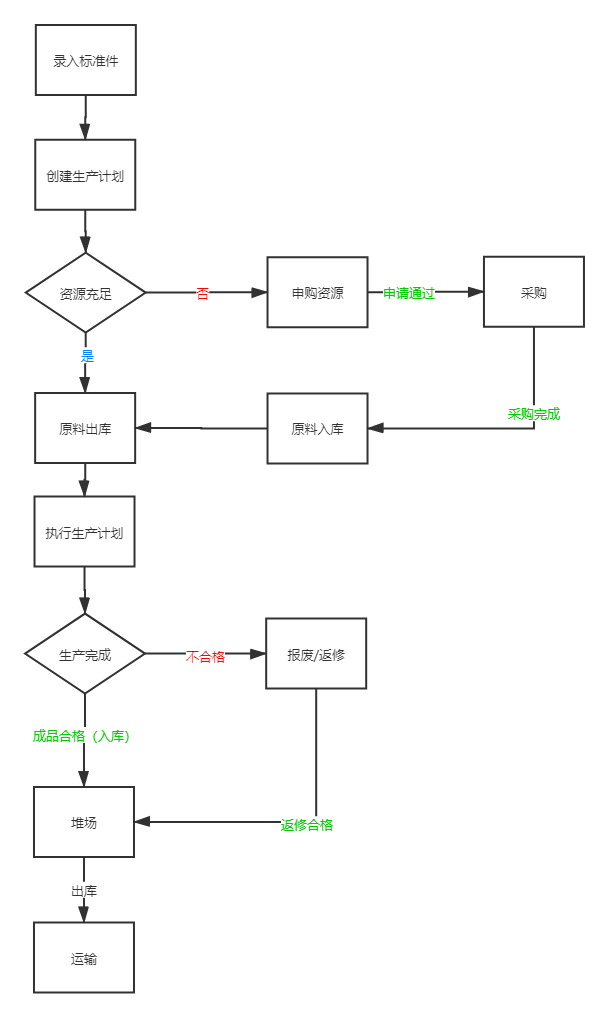 录入标准件
创建生产计划
资源充足
否
申购资源
申请通过
采购
是
采购完成
原料出库
原料入库
执行生产计划
生产完成
不合格
报废/返修
成品合格（入库）
堆场
返修合格
出库
运输